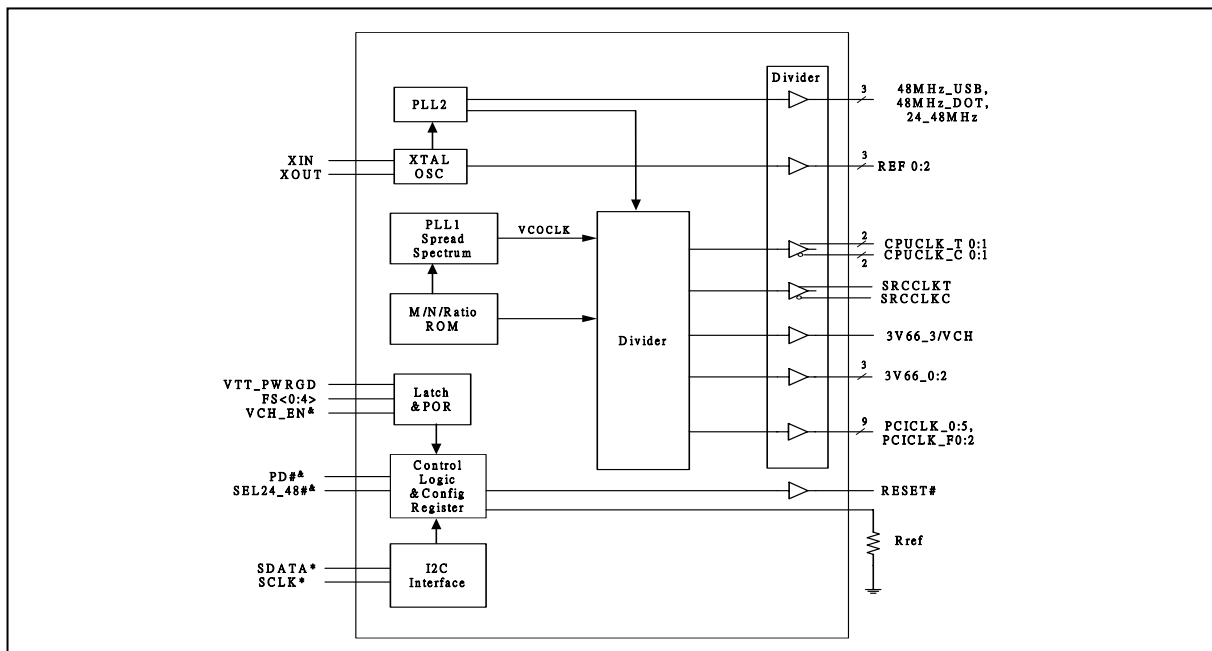 Divider
3
48MHz_USB,
48MHz_DOT,
24_48MHz
PLL2
XIN
XOUT
XTAL
OSC
3
REF 0:2
PLL1
Spread
Spectrum
VCOCLK
2
CPUCLK_T 0:1
CPUCLK_C 0:1
2
SRCCLKT
SRCCLKC
M/N/Ratio
ROM
Divider
3V66_3/VCH
3
3V66_0:2
VTT_PWRGD
FS<0:4>
VCH_EN&
Latch
&POR
9
PCICLK_0:5,
PCICLK_F0:2
PD#&
SEL24_48#&
Control
Logic
&Config
Register
RESET#
Rref
SDATA*
SCLK*
I2C
Interface